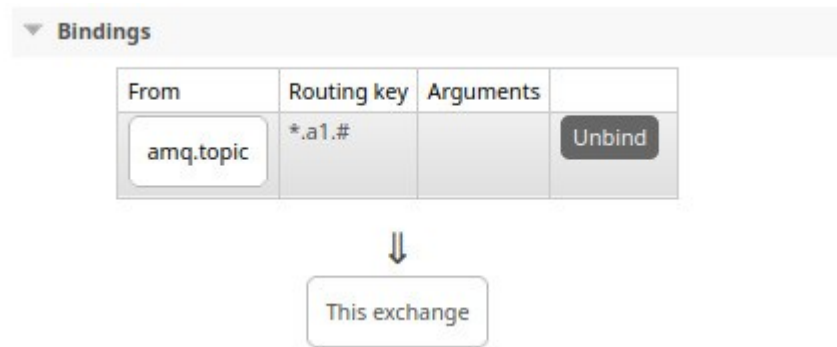 Bindings
From Routing key Arguments
amq.topic *.a1.# Unbind
⇓
This exchange